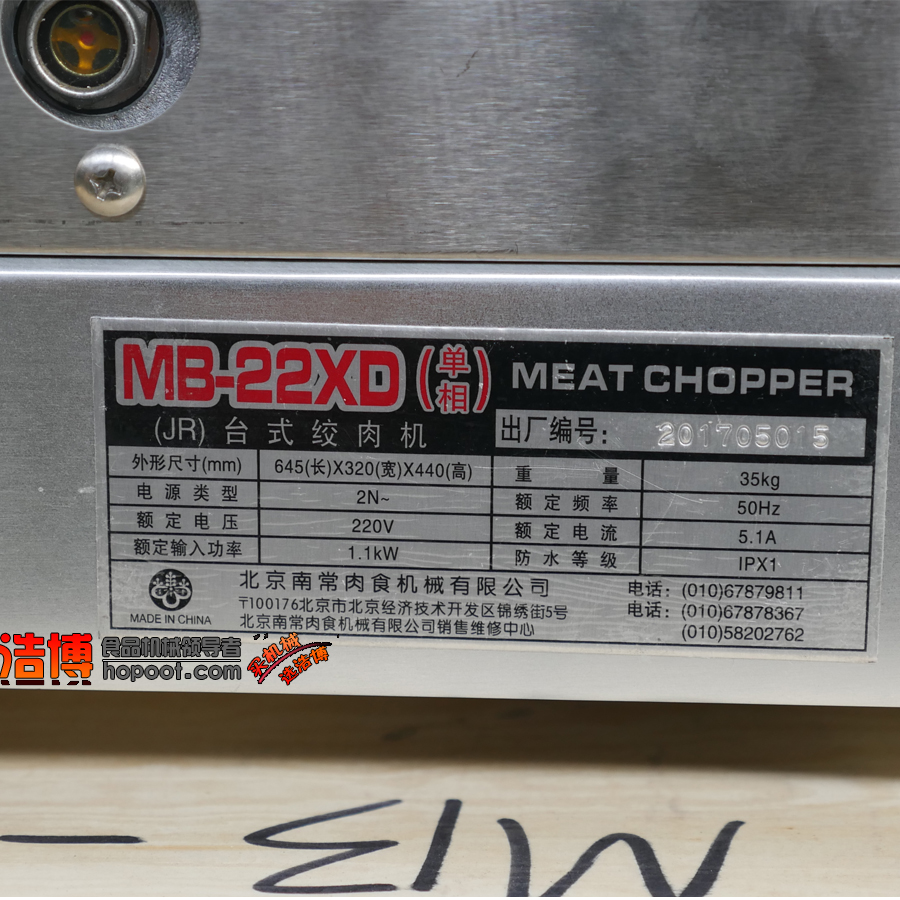 MB-22XD (单相) MEAT CHOPPER
(JR) 台式绞肉机 出厂编号: 201705015
外形尺寸(mm) 645(长)X320(宽)X440(高) 重量 35kg
电源类型 2N~ 额定频率 50Hz
额定电压 220V 额定电流 5.1A
额定输入功率 1.1kW 防水等级 IPX1
北京南常肉食机械有限公司 电话: (010)67879811
〒100176北京市北京经济技术开发区锦绣街5号 电话: (010)67878367
北京南常肉食机械有限公司销售维修中心 (010)58202762
MADE IN CHINA
浩博 食品机械领导者 买机械
hopoot.com 选浩博